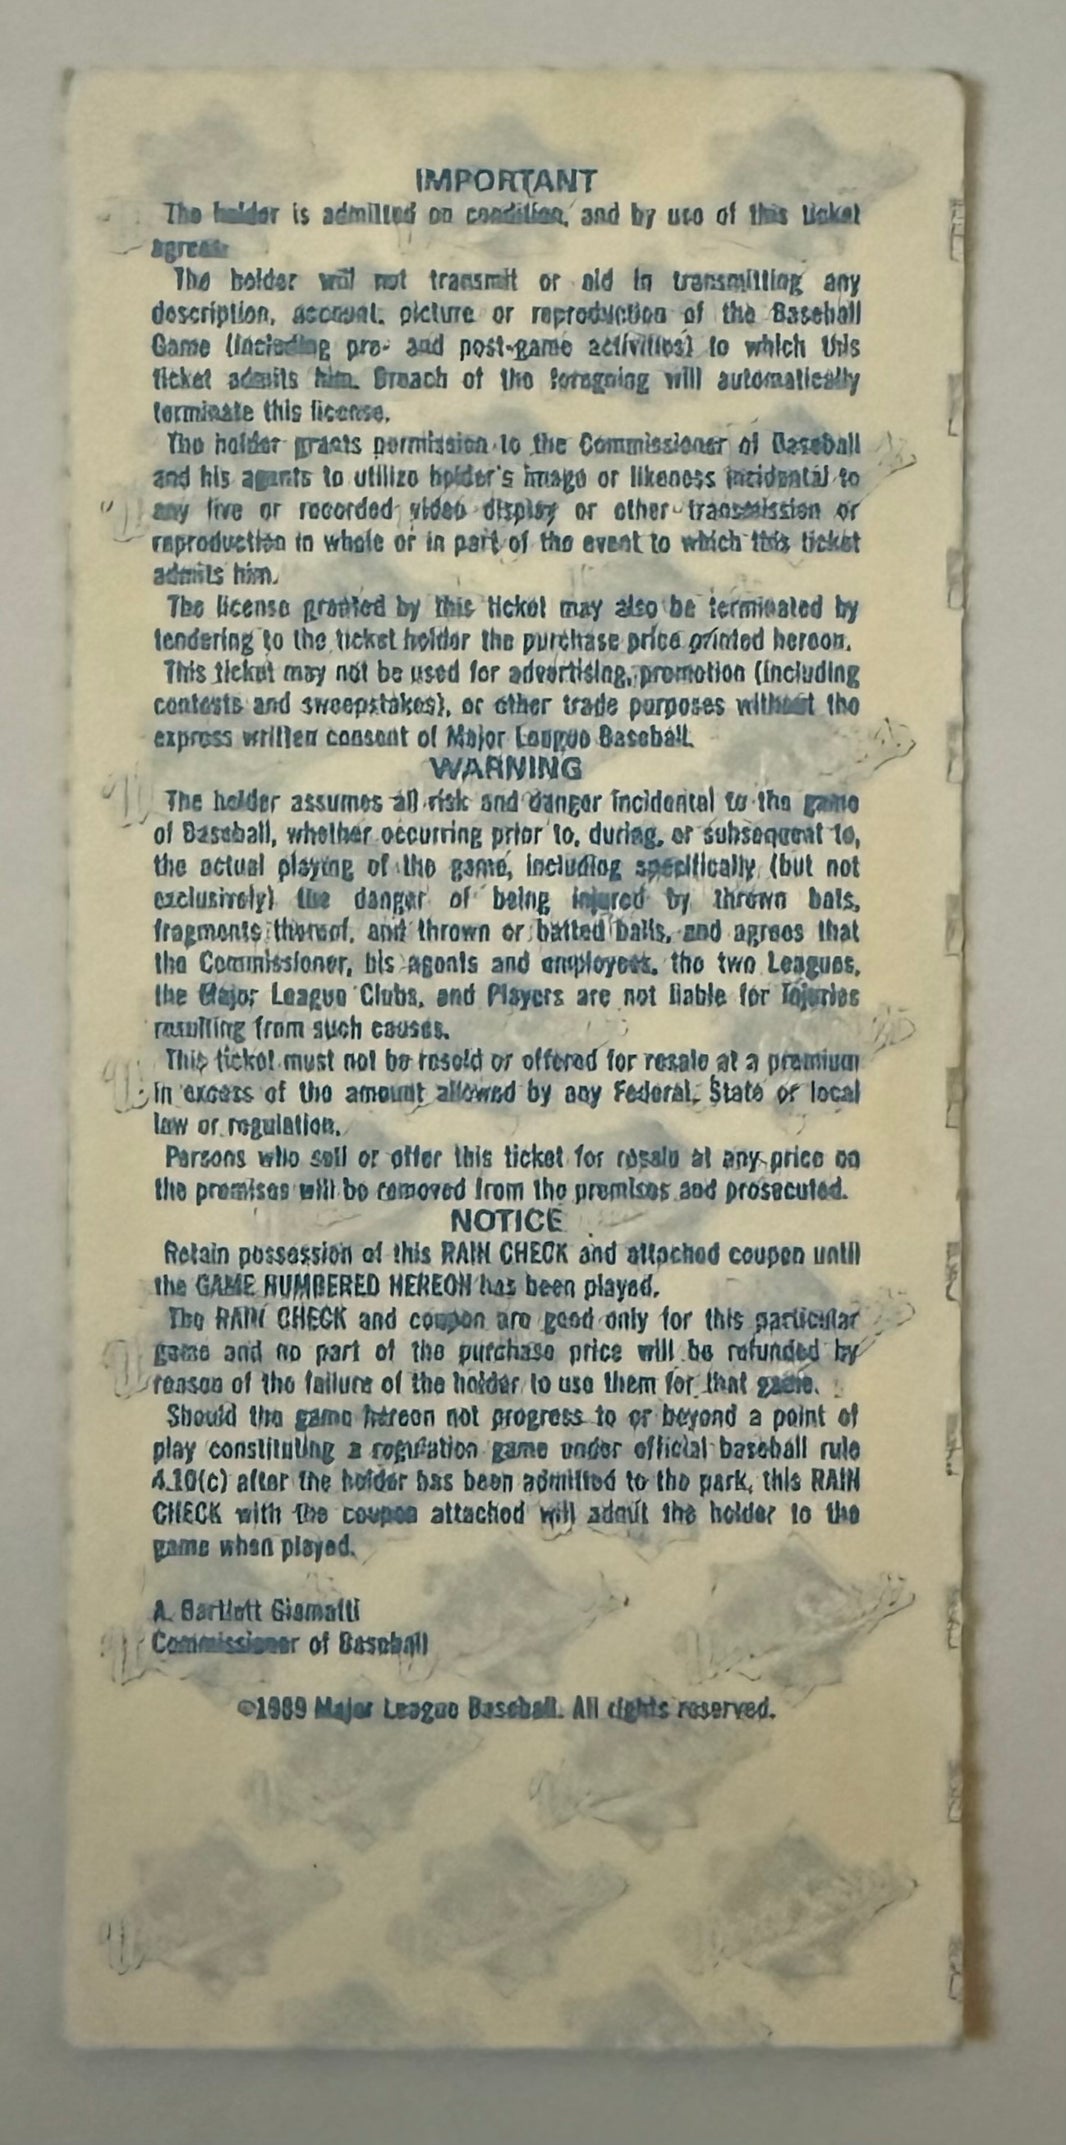 IMPORTANT
The holder is admitted on condition, and by use of this ticket
agrees:
The holder will not transmit or aid in transmitting any
description, account, picture or reproduction of the Baseball
Game (including pre- and post-game activities) to which this
ticket admits him. Breach of the foregoing will automatically
terminate this license.
The holder grants permission to the Commissioner of Baseball
and his agents to utilize holder's image or likeness incidental to
any live or recorded video display or other transmission or
reproduction in whole or in part of the event to which this ticket
admits him.
The license granted by this ticket may also be terminated by
tendering to the ticket holder the purchase price printed hereon.
This ticket may not be used for advertising, promotion (including
contests and sweepstakes), or other trade purposes without the
express written consent of Major League Baseball.
WARNING
The holder assumes all risk and danger incidental to the game
of Baseball, whether occurring prior to, during, or subsequent to,
the actual playing of the game, including specifically (but not
exclusively) the danger of being injured by thrown bats,
fragments thereof, and thrown or batted balls, and agrees that
the Commissioner, his agents and employees, the two Leagues,
the Major League Clubs, and Players are not liable for injuries
resulting from such causes.
This ticket must not be resold or offered for resale at a premium
in excess of the amount allowed by any Federal, State or local
law or regulation.
Persons who sell or offer this ticket for resale at any price on
the premises will be removed from the premises and prosecuted.
NOTICE
Retain possession of this RAIN CHECK and attached coupon until
the GAME NUMBERED HEREON has been played.
The RAIN CHECK and coupon are good only for this particular
game and no part of the purchase price will be refunded by
reason of the failure of the holder to use them for that game.
Should the game hereon not progress to or beyond a point of
play constituting a regulation game under official baseball rule
4.10(c) after the holder has been admitted to the park, this RAIN
CHECK with the coupon attached will admit the holder to the
game when played.
A. Bartlett Giamatti
Commissioner of Baseball
©1989 Major League Baseball. All rights reserved.